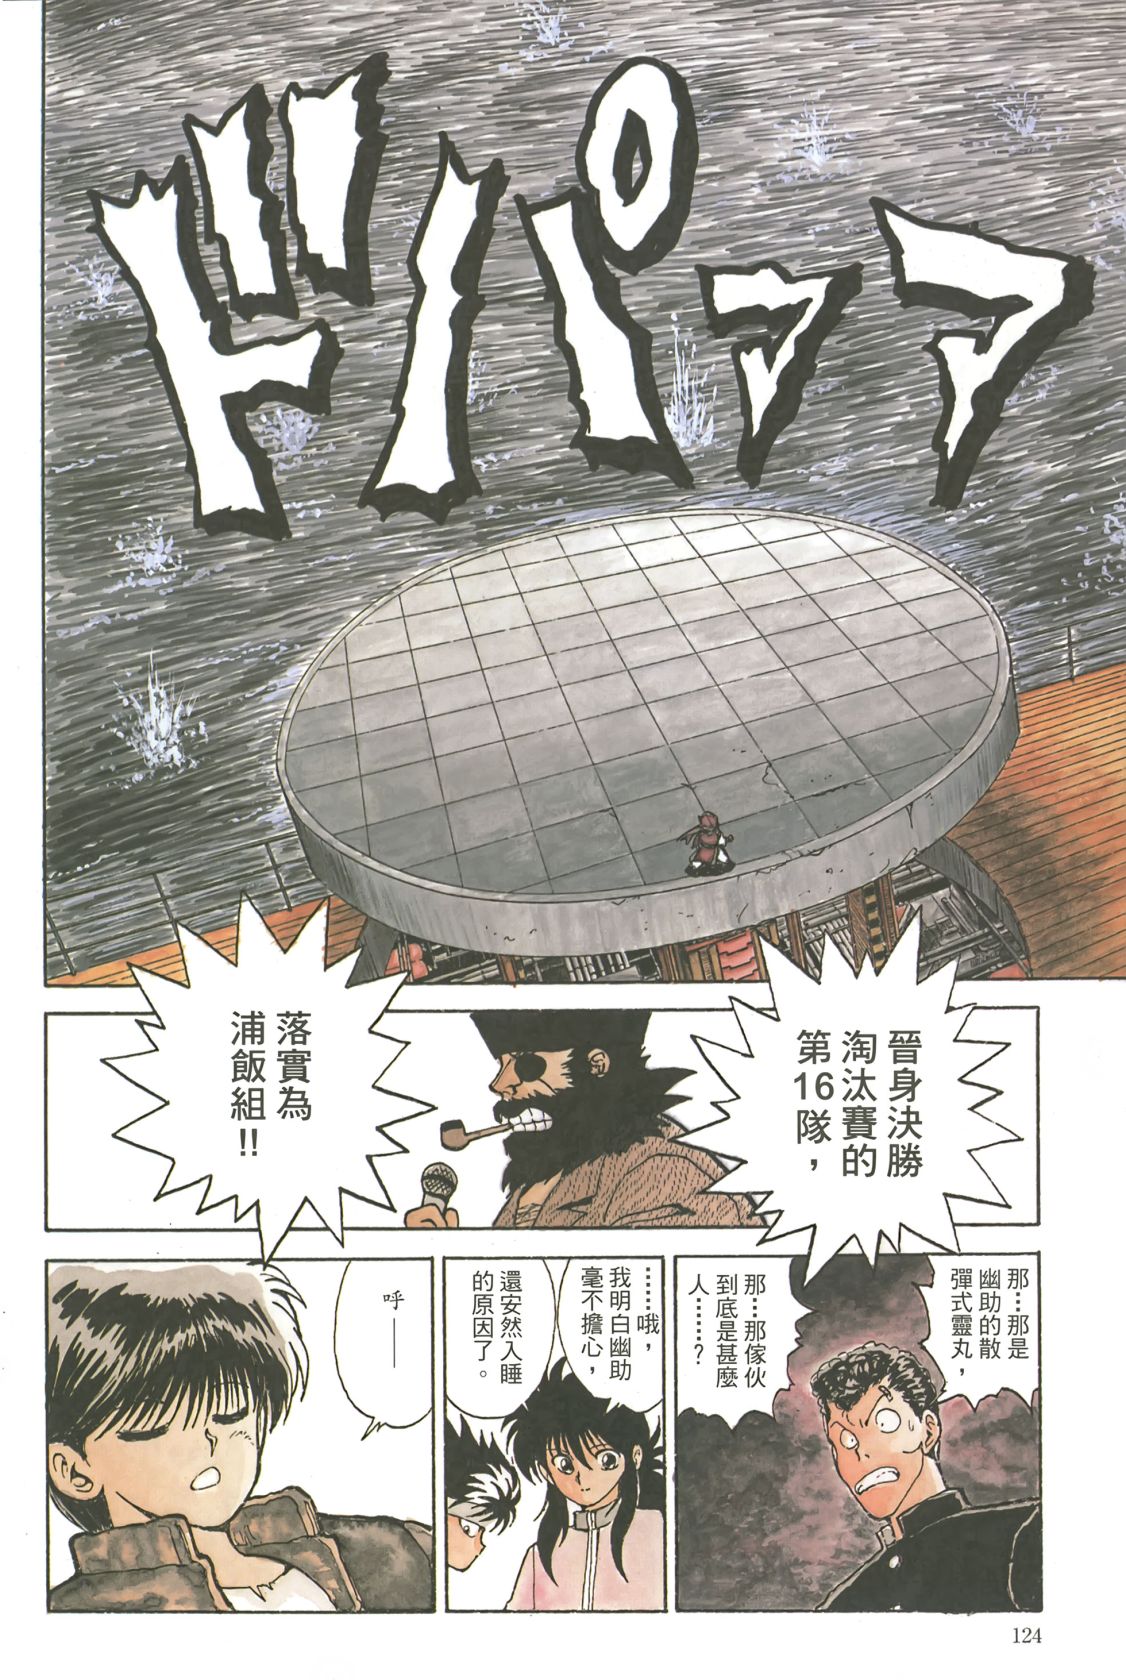 ドパァア
晉身決勝
淘汰賽的
第16隊，
落實為
浦飯組!!
那…那是
幽助的散
彈式靈丸，
那…那傢伙
到底是甚麼
人………?
………哦，
我明白幽助
毫不擔心，
還安然入睡
的原因了。
呼——
124